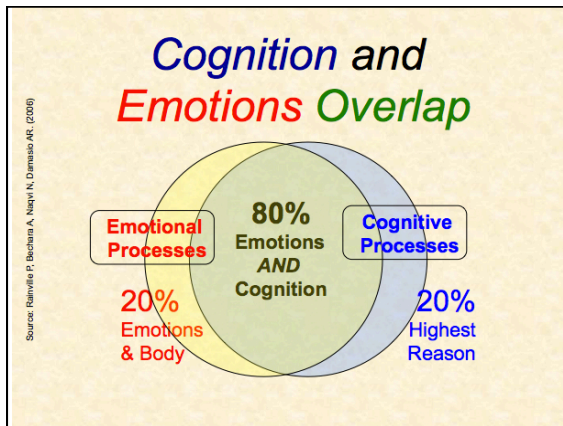 Cognition and
Emotions Overlap
Source: Rainville P, Bechara A, Naqvi N, Damasio AR. (2006)
Emotional
Processes
80%
Emotions
AND
Cognition
Cognitive
Processes
20%
Emotions
& Body
20%
Highest
Reason